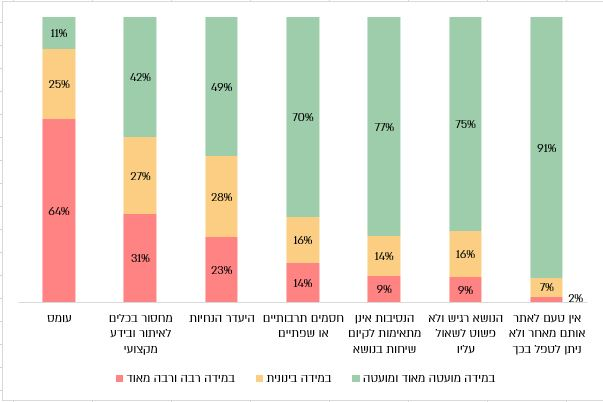 11%
42%
49%
70%
77%
75%
91%
25%
27%
28%
16%
14%
16%
7%
64%
31%
23%
14%
9%
9%
2%
עומס
מחסור בכלים
לאיתור ובידע
מקצועי
היעדר הנחיות
חסמים תרבותיים
או שפתיים
הנסיבות אינן
מתאימות לקיום
שיחות בנושא
הנושא רגיש ולא
פשוט לשאול
עליו
אין טעם לאתר
אותם מאחר ולא
ניתן לטפל בכך
במידה רבה ורבה מאוד
במידה בינונית
במידה מועטה מאוד ומועטה